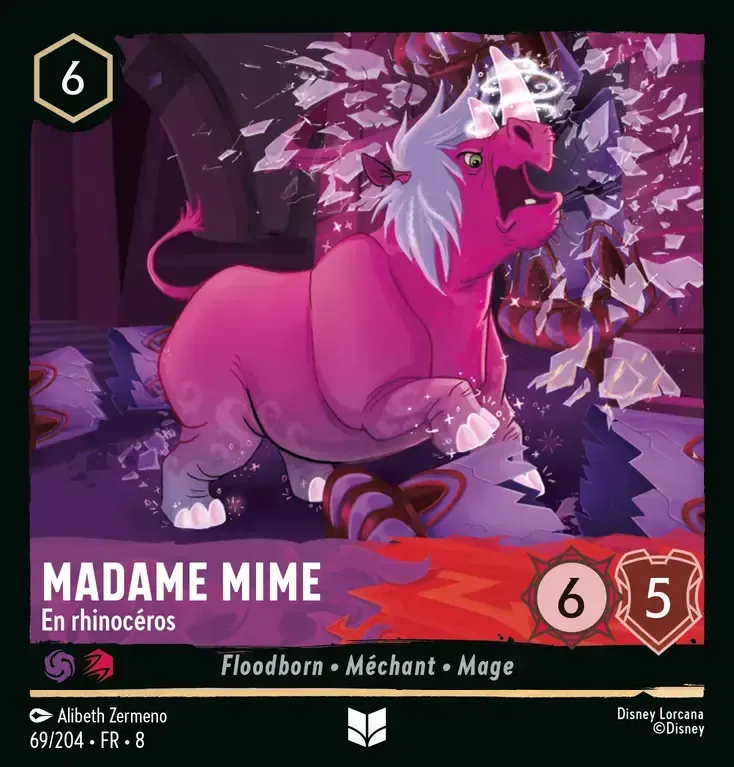 6
MADAME MIME
En rhinocéros
6
5
Floodborn • Méchant • Mage
Alibeth Zermeno
69/204 • FR • 8
Disney Lorcana
©Disney